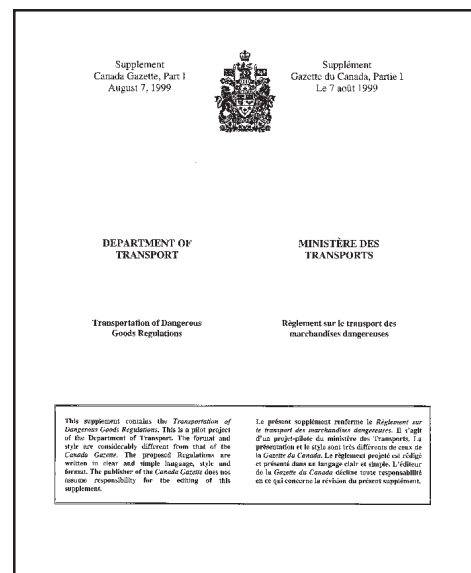 Supplement
Canada Gazette, Part I
August 7, 1999
Supplément
Gazette du Canada, Partie I
Le 7 août 1999
DEPARTMENT OF
TRANSPORT
MINISTÈRE DES
TRANSPORTS
Transportation of Dangerous
Goods Regulations
Règlement sur le transport des
marchandises dangereuses
This supplement contains the Transportation of
Dangerous Goods Regulations. This is a pilot project
of the Department of Transport. The format and
style are considerably different from that of the
Canada Gazette. The proposed Regulations are
written in clear and simple language, style and
format. The publisher of the Canada Gazette does not
assume responsibility for the editing of this
supplement.
Le présent supplément renferme le Règlement sur
le transport des marchandises dangereuses. Il s'agit
d'un projet-pilote du ministère des Transports. La
présentation et le style sont très différents de ceux de
la Gazette du Canada. Le règlement projeté est rédigé
et présenté dans un langage clair et simple. L'éditeur
de la Gazette du Canada décline toute responsabilité
en ce qui concerne la révision du présent supplément.